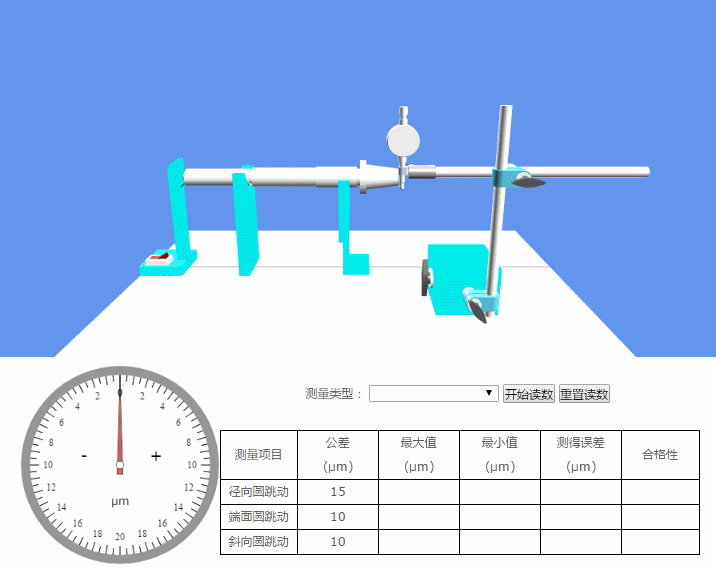 测量类型： 开始读数 重置读数
2 2
4 4
6 6
8 8
- +
10 10
12 12
μm
14 14
16 16
18 18
20
测量项目 公差（μm） 最大值（μm） 最小值（μm） 测得误差（μm） 合格性
径向圆跳动 15
端面圆跳动 10
斜向圆跳动 10